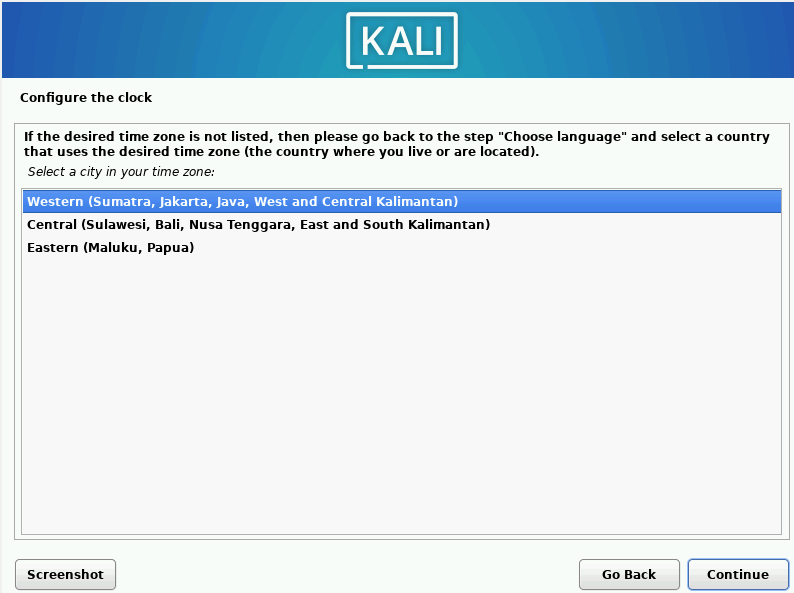 KALI
Configure the clock
If the desired time zone is not listed, then please go back to the step "Choose language" and select a country
that uses the desired time zone (the country where you live or are located).
Select a city in your time zone:
Western (Sumatra, Jakarta, Java, West and Central Kalimantan)
Central (Sulawesi, Bali, Nusa Tenggara, East and South Kalimantan)
Eastern (Maluku, Papua)
Screenshot
Go Back
Continue